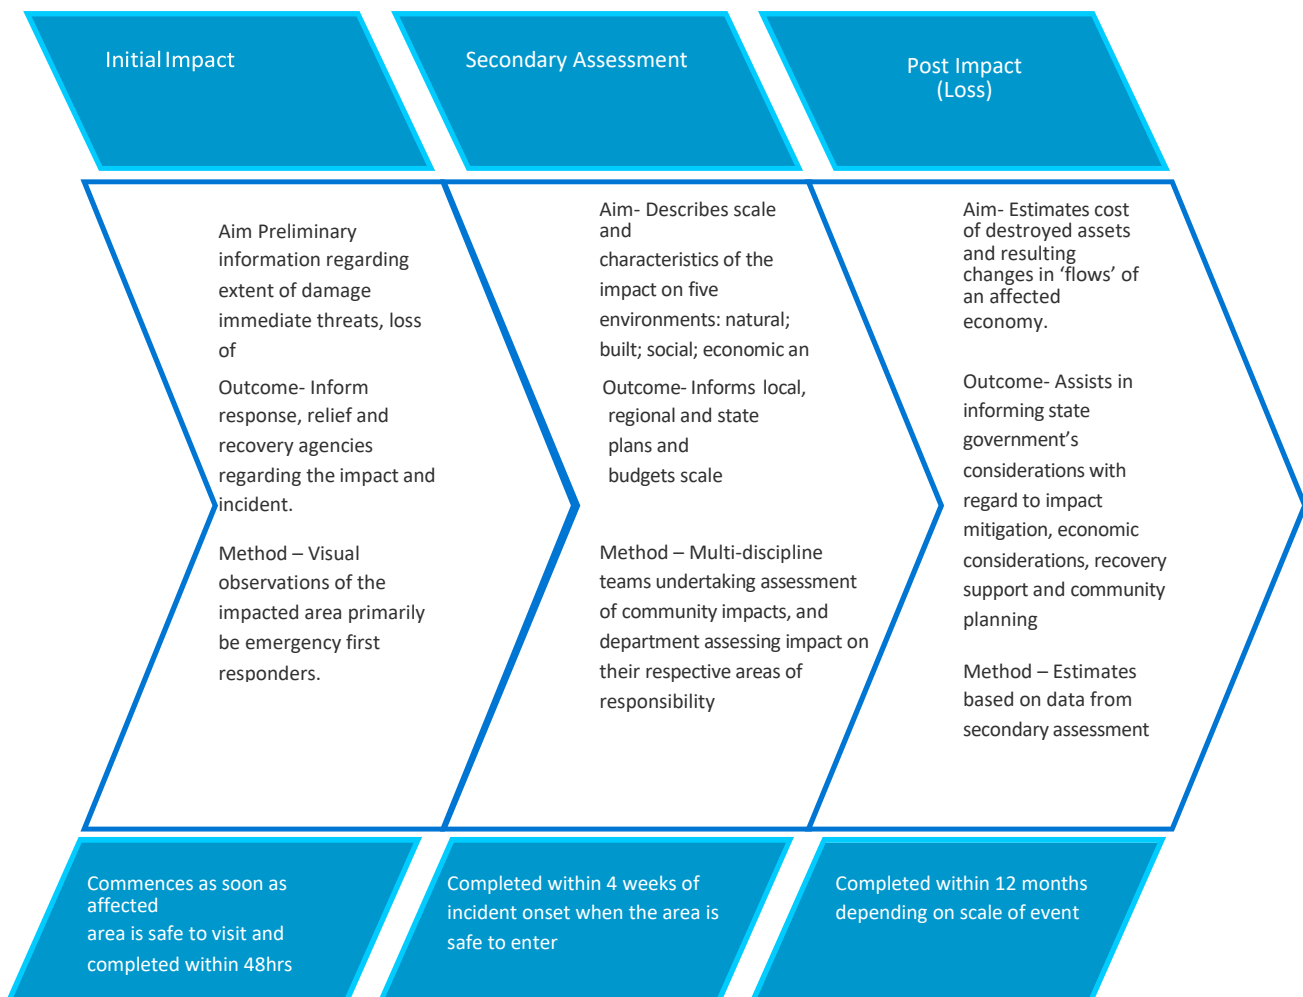 Initial Impact
Secondary Assessment
Post Impact
(Loss)
Aim Preliminary
information regarding
extent of damage
immediate threats, loss
of
Outcome- Inform
response, relief and
recovery agencies
regarding the impact and
incident.
Method – Visual
observations of the
impacted area primarily
be emergency first
responders.
Aim- Describes scale
and
characteristics of the
impact on five
environments: natural;
built; social; economic an
Outcome- Informs local,
regional and state
plans and
budgets scale
Method – Multi-discipline
teams undertaking assessment
of community impacts, and
department assessing impact on
their respective areas of
responsibility
Aim- Estimates cost
of destroyed assets
and resulting
changes in ‘flows’ of
an affected
economy.
Outcome- Assists in
informing state
government’s
considerations with
regard to impact
mitigation, economic
considerations, recovery
support and community
planning
Method – Estimates
based on data from
secondary assessment
Commences as soon as
affected
area is safe to visit and
completed within 48hrs
Completed within 4 weeks of
incident onset when the area is
safe to enter
Completed within 12 months
depending on scale of event